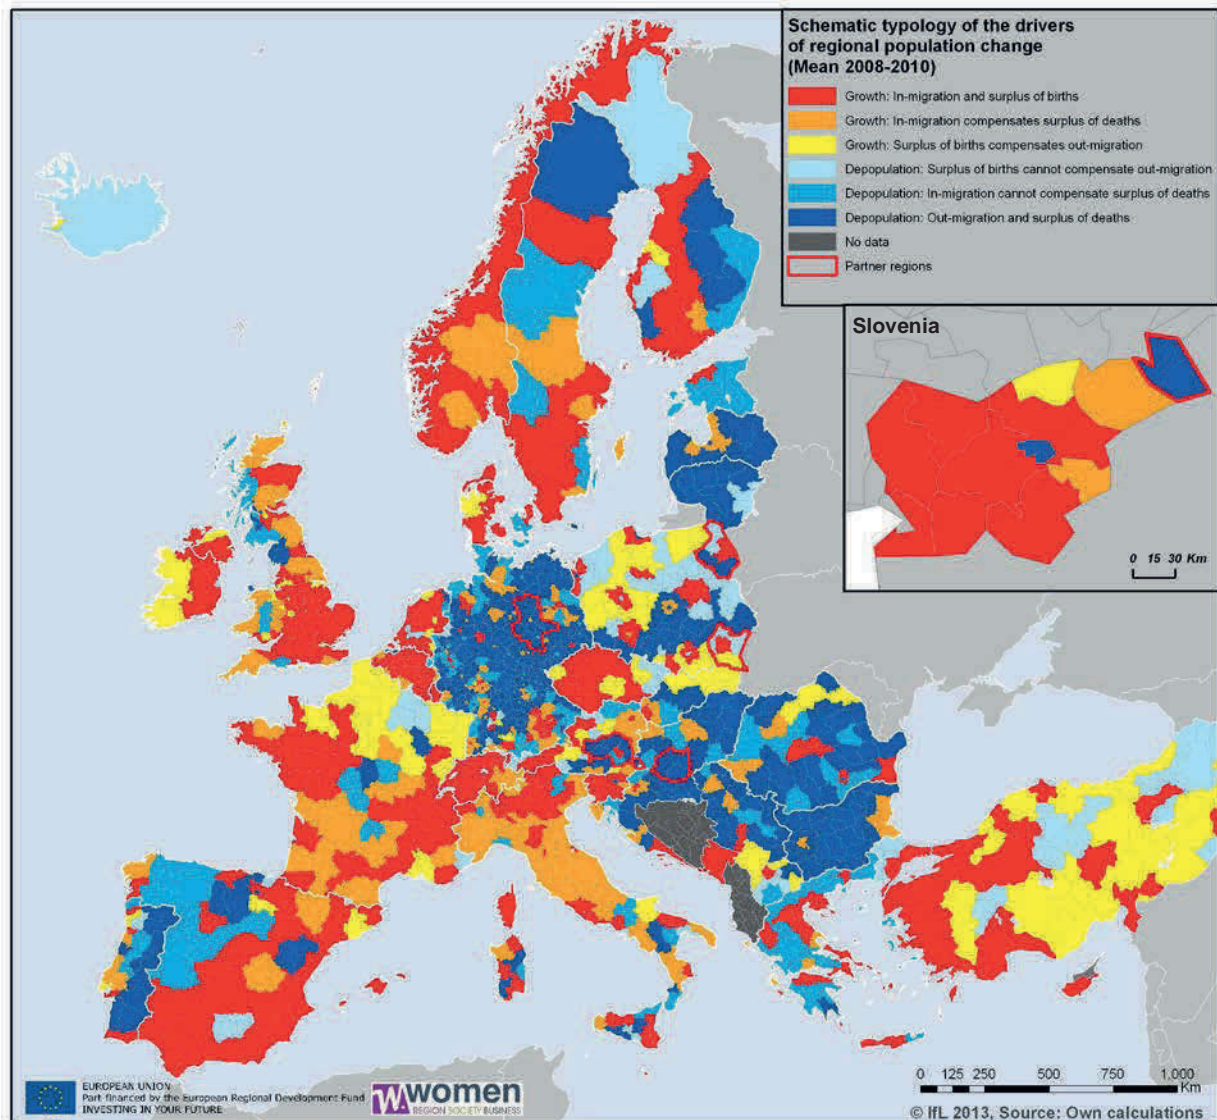 Schematic typology of the drivers
of regional population change
(Mean 2008-2010)
Growth: In-migration and surplus of births
Growth: In-migration compensates surplus of deaths
Growth: Surplus of births compensates out-migration
Depopulation: Surplus of births cannot compensate out-migration
Depopulation: In-migration cannot compensate surplus of deaths
Depopulation: Out-migration and surplus of deaths
No data
Partner regions
Slovenia
0 15 30 Km
EUROPEAN UNION
Part financed by the European Regional Development Fund
INVESTING IN YOUR FUTURE
W. women
REGION SOCIETY BUSINESS
0 125 250 500 750 1.000
Km
© IfL 2013, Source: Own calculations